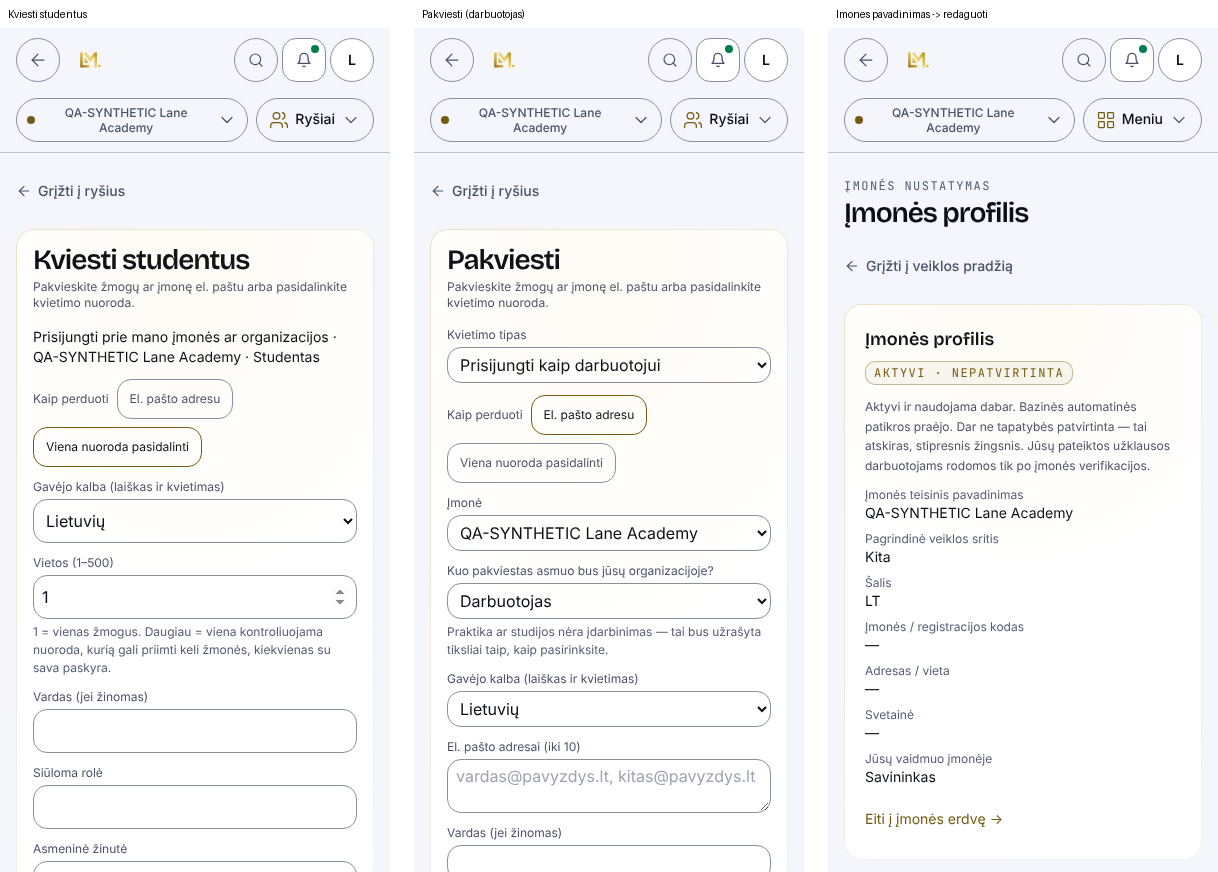 Kviesti studentus
LM.
L
QA-SYNTHETIC Lane
Academy
Ryšiai
Grįžti į ryšius
Kviesti studentus
Pakvieskite žmogų ar įmonę el. paštu arba pasidalinkite
kvietimo nuoroda.
Prisijungti prie mano įmonės ar organizacijos ·
QA-SYNTHETIC Lane Academy · Studentas
Kaip perduoti
El. pašto adresu
Viena nuoroda pasidalinti
Gavėjo kalba (laiškas ir kvietimas)
Lietuvių
Vietos (1–500)
1
1 = vienas žmogus. Daugiau = viena kontroliuojama
nuoroda, kurią gali priimti keli žmonės, kiekvienas su
sava paskyra.
Vardas (jei žinomas)
Siūloma rolė
Asmeninė žinutė
Pakviesti (darbuotojas)
LM.
L
QA-SYNTHETIC Lane
Academy
Ryšiai
Grįžti į ryšius
Pakviesti
Pakvieskite žmogų ar įmonę el. paštu arba pasidalinkite
kvietimo nuoroda.
Kvietimo tipas
Prisijungti kaip darbuotojui
Kaip perduoti
El. pašto adresu
Viena nuoroda pasidalinti
Įmonė
QA-SYNTHETIC Lane Academy
Kuo pakviestas asmuo bus jūsų organizacijoje?
Darbuotojas
Praktika ar studijos nėra įdarbinimas — tai bus užrašyta
tiksliai taip, kaip pasirinksite.
Gavėjo kalba (laiškas ir kvietimas)
Lietuvių
El. pašto adresai (iki 10)
vardas@pavyzdys.lt, kitas@pavyzdys.lt
Vardas (jei žinomas)
Imones pavadinimas -> redaguoti
LM.
L
QA-SYNTHETIC Lane
Academy
Meniu
ĮMONĖS NUSTATYMAS
Įmonės profilis
Grįžti į veiklos pradžią
Įmonės profilis
AKTYVI · NEPATVIRTINTA
Aktyvi ir naudojama dabar. Bazinės automatinės
patikros praėjo. Dar ne tapatybės patvirtinta — tai
atskiras, stipresnis žingsnis. Jūsų pateiktos užklausos
darbuotojams rodomos tik po įmonės verifikacijos.
Įmonės teisinis pavadinimas
QA-SYNTHETIC Lane Academy
Pagrindinė veiklos sritis
Kita
Šalis
LT
Įmonės / registracijos kodas
—
Adresas / vieta
—
Svetainė
—
Jūsų vaidmuo įmonėje
Savininkas
Eiti į įmonės erdvę →